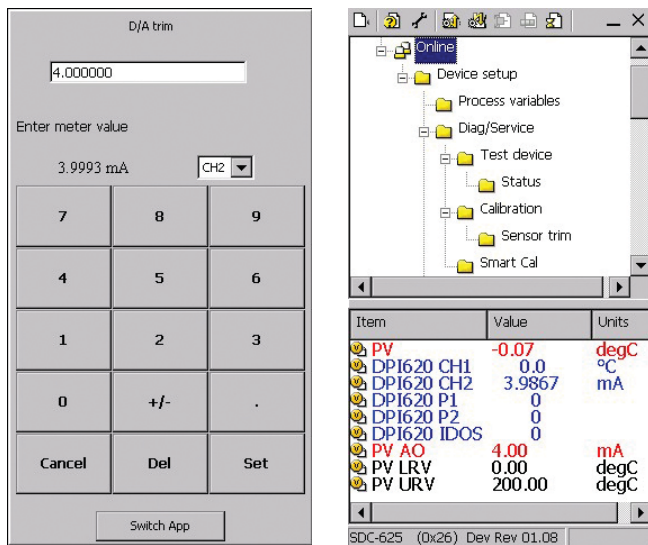 D/A trim
4.000000
Enter meter value
3.9993 mA CH2
7 8 9
4 5 6
1 2 3
0 +/- .
Cancel Del Set
Switch App
Online
Device setup
Process variables
Diag/Service
Test device
Status
Calibration
Sensor trim
Smart Cal
Item Value Units
PV -0.07 degC
DPI620 CH1 0.0 °C
DPI620 CH2 3.9867 mA
DPI620 P1 0
DPI620 P2 0
DPI620 IDOS 0
PV AO 4.00 mA
PV LRV 0.00 degC
PV URV 200.00 degC
SDC-625 (0x26) Dev Rev 01.08